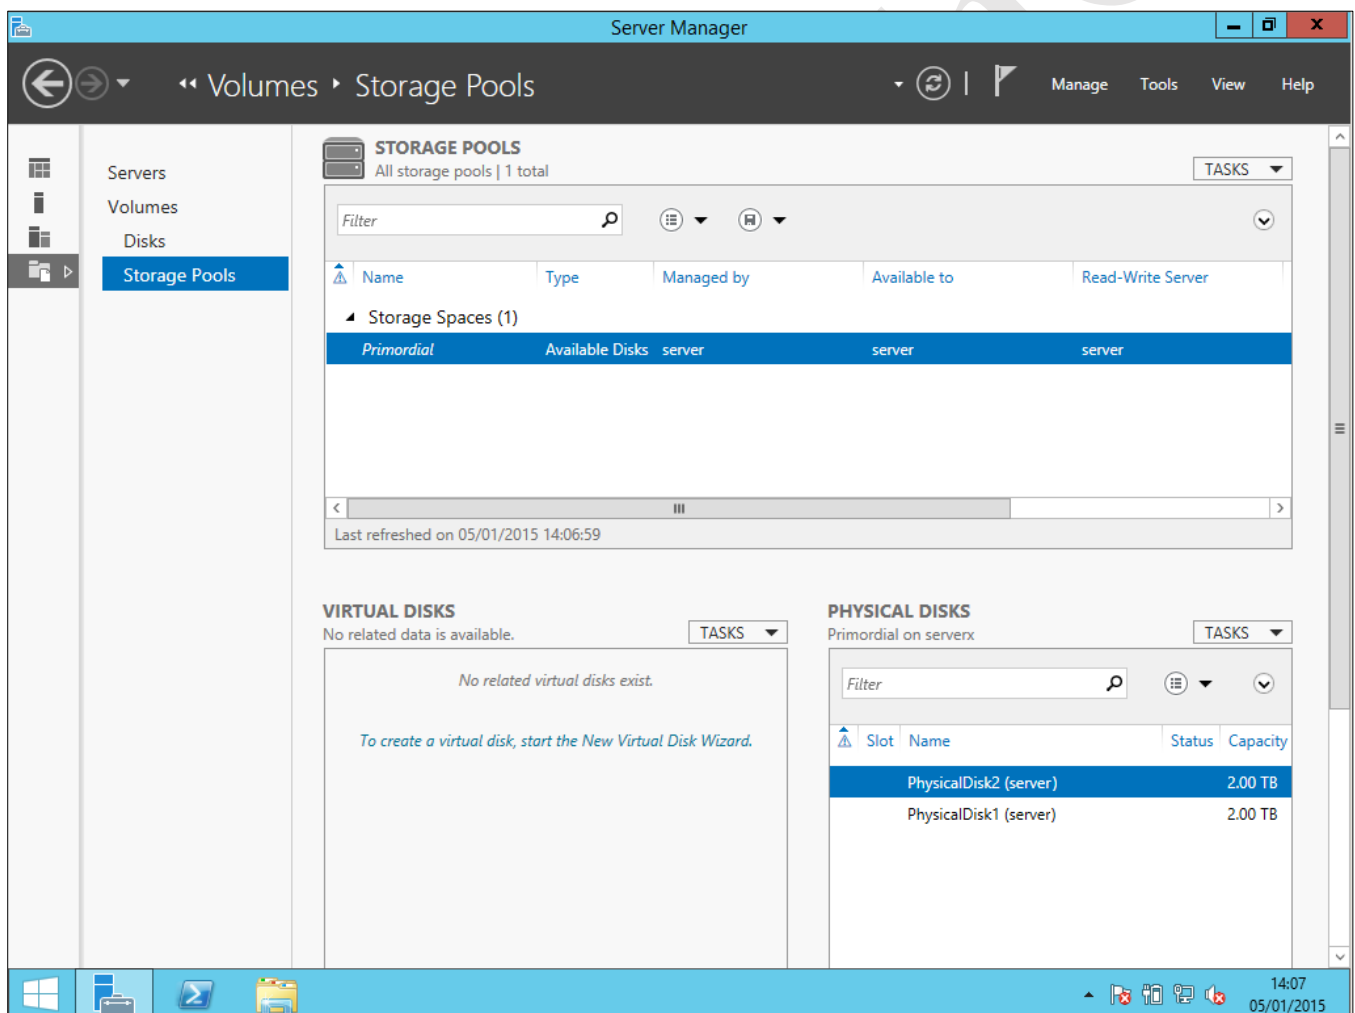 Server Manager
Volumes Storage Pools
Manage Tools View Help
Servers
Volumes
Disks
Storage Pools
STORAGE POOLS
All storage pools | 1 total
TASKS
Filter
Name Type Managed by Available to Read-Write Server
Storage Spaces (1)
Primordial Available Disks server server server
Last refreshed on 05/01/2015 14:06:59
VIRTUAL DISKS
No related data is available.
TASKS
No related virtual disks exist.
To create a virtual disk, start the New Virtual Disk Wizard.
PHYSICAL DISKS
Primordial on serverx
TASKS
Filter
Slot Name Status Capacity
PhysicalDisk2 (server) 2.00 TB
PhysicalDisk1 (server) 2.00 TB
14:07
05/01/2015